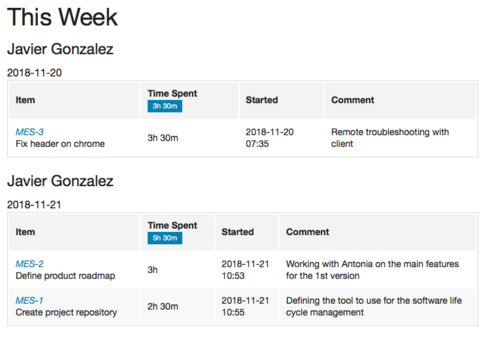 This Week
Javier Gonzalez
2018-11-20
Item Time Spent Started Comment
3h 30m
MES-3
Fix header on chrome
3h 30m
2018-11-20
07:35
Remote troubleshooting with
client
Javier Gonzalez
2018-11-21
Item Time Spent Started Comment
5h 30m
MES-2
Define product roadmap
3h
2018-11-21
10:53
Working with Antonia on the main features
for the 1st version
MES-1
Create project repository
2h 30m
2018-11-21
10:55
Defining the tool to use for the software life
cycle management